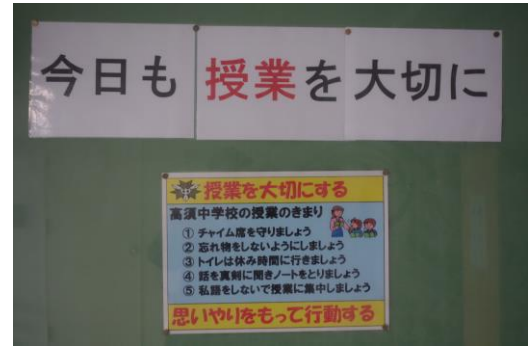 今日も授業を大切に
中
授業を大切にする
高須中学校の授業のきまり
① チャイム席を守りましょう
② 忘れ物をしないようにしましょう
③ トイレは休み時間に行きましょう
④ 話を真剣に聞きノートをとりましょう
⑤ 私語をしないで授業に集中しましょう
思いやりをもって行動する